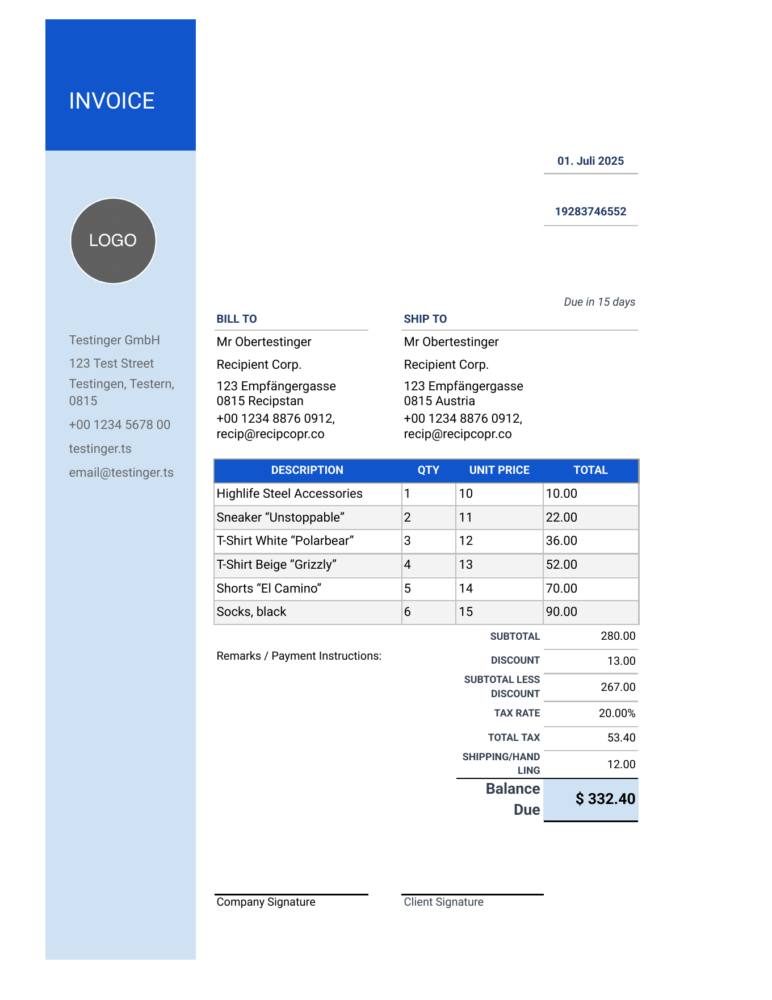 INVOICE
01. Juli 2025
19283746552
LOGO
Due in 15 days
Testinger GmbH
123 Test Street
Testingen, Testern,
0815
+00 1234 5678 00
testinger.ts
email@testinger.ts
BILL TO
Mr Obertestinger
Recipient Corp.
123 Empfängergasse
0815 Recipstan
+00 1234 8876 0912,
recip@recipcopr.co
SHIP TO
Mr Obertestinger
Recipient Corp.
123 Empfängergasse
0815 Austria
+00 1234 8876 0912,
recip@recipcopr.co
DESCRIPTION QTY UNIT PRICE TOTAL
Highlife Steel Accessories 1 10 10.00
Sneaker “Unstoppable” 2 11 22.00
T-Shirt White “Polarbear” 3 12 36.00
T-Shirt Beige “Grizzly” 4 13 52.00
Shorts “El Camino” 5 14 70.00
Socks, black 6 15 90.00
Remarks / Payment Instructions:
SUBTOTAL 280.00
DISCOUNT 13.00
SUBTOTAL LESS
DISCOUNT 267.00
TAX RATE 20.00%
TOTAL TAX 53.40
SHIPPING/HAND
LING 12.00
Balance
Due $ 332.40
Company Signature
Client Signature